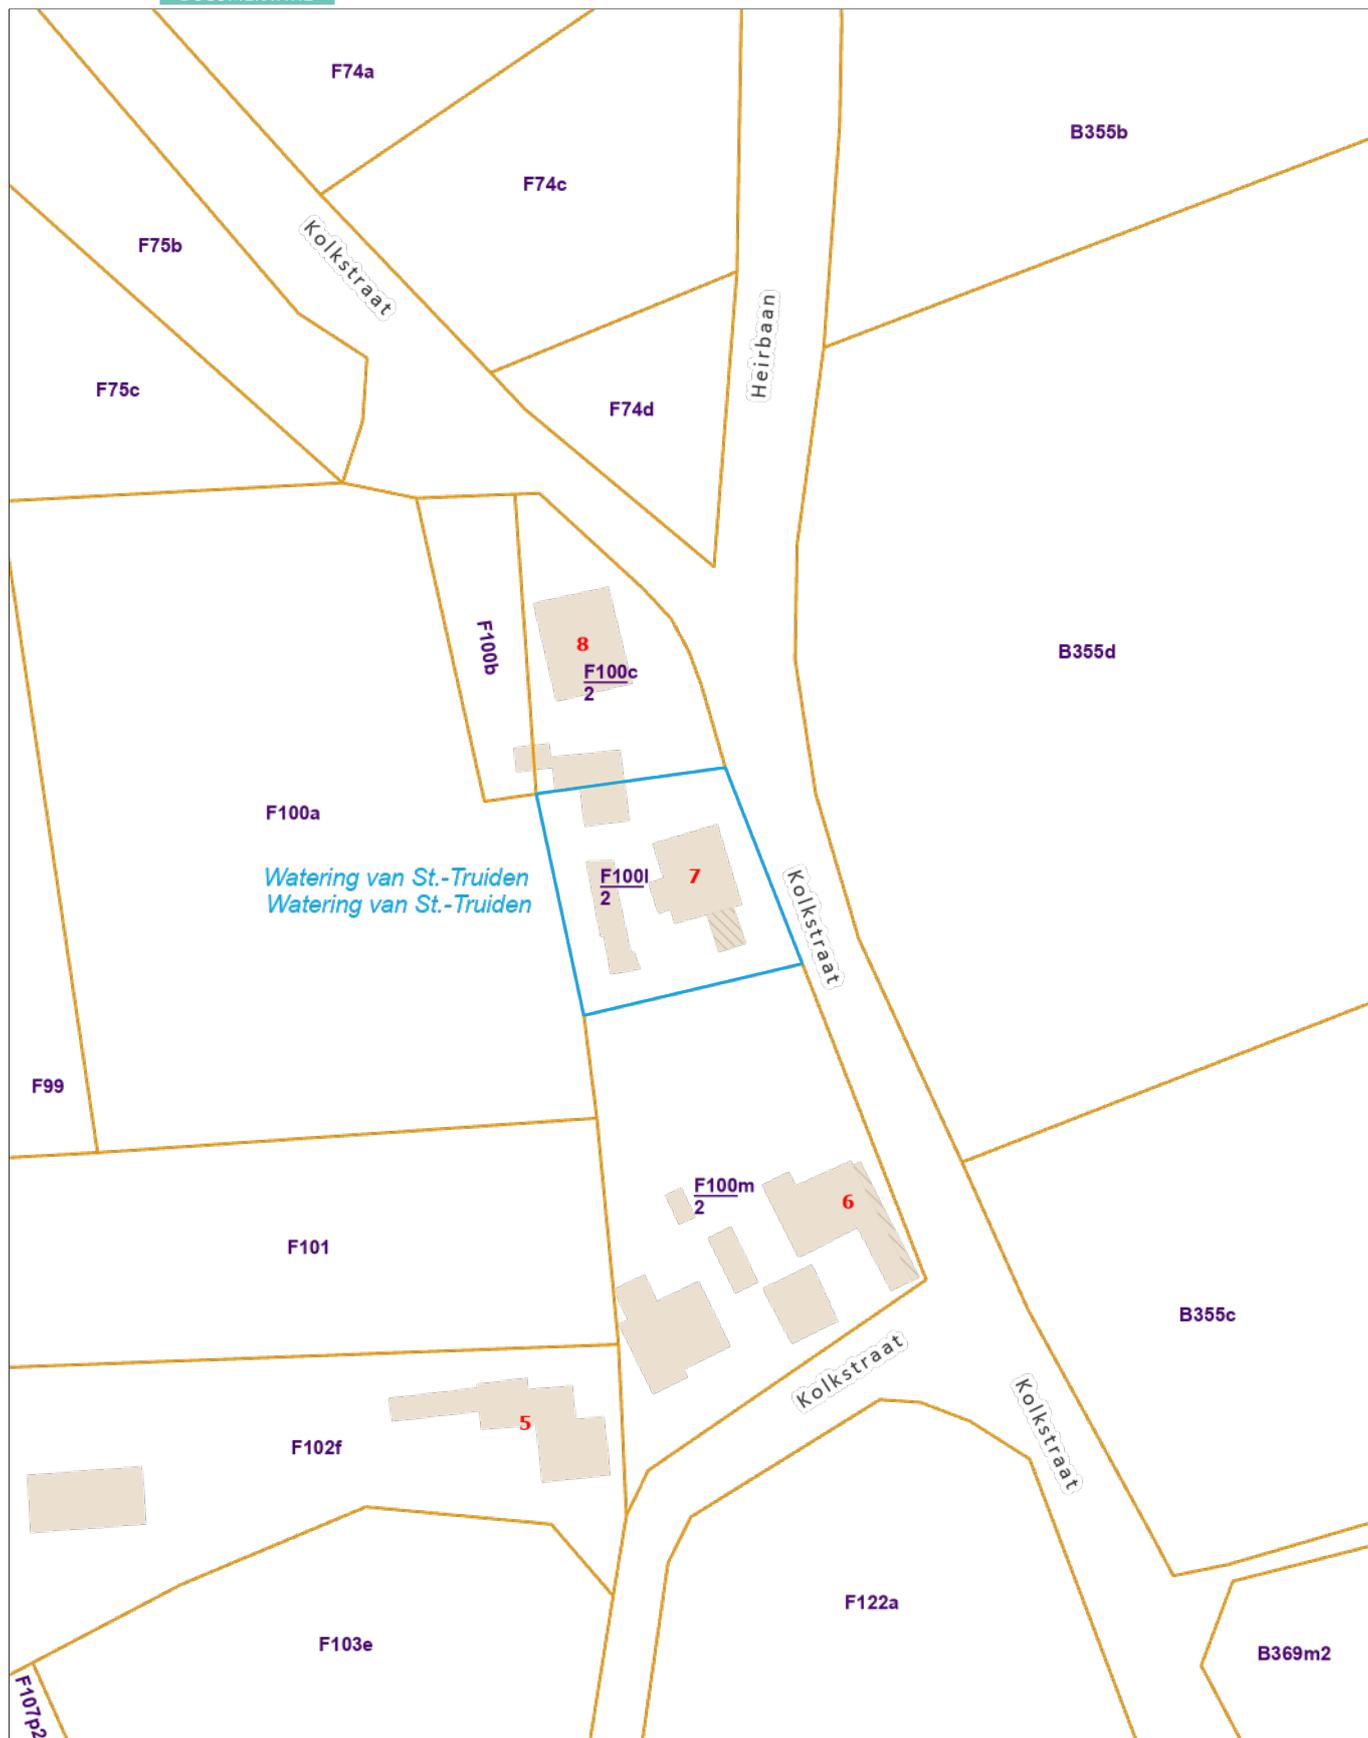 F74a
B355b
F74c
Kolkstraat
F75b
Heirbaan
F75c
F74d
F100b
8
B355d
F100c
2
F100a
Watering van St.-Truiden
Watering van St.-Truiden
F100l
2
7
Kolkstraat
F99
F100m
2
6
F101
B355c
Kolkstraat
Kolkstraat
5
F102f
F122a
F103e
B369m2
F107p2